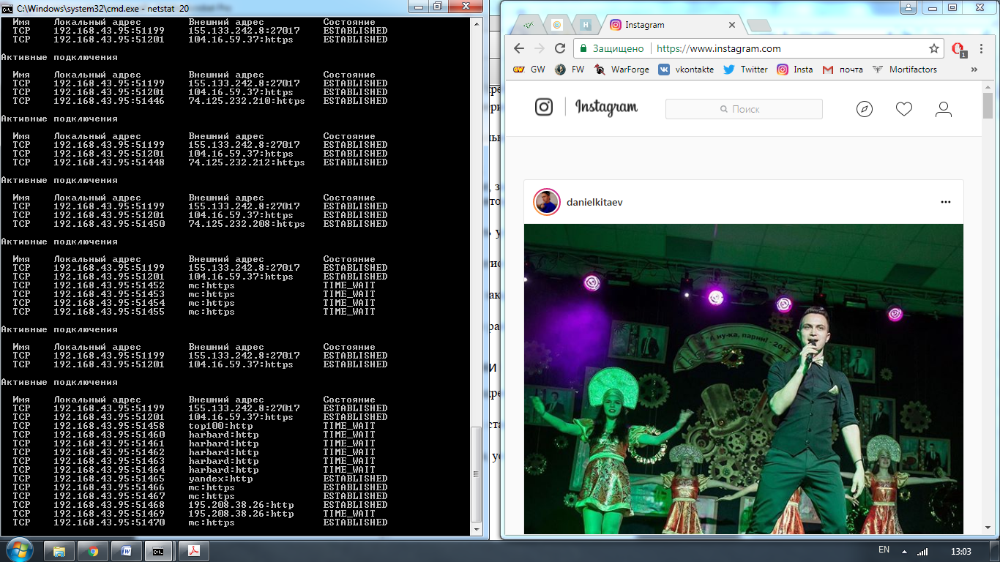 C:\Windows\system32\cmd.exe - netstat 20
Имя Локальный адрес Внешний адрес Состояние
TCP 192.168.43.95:51199 155.133.242.8:27017 ESTABLISHED
TCP 192.168.43.95:51201 104.16.59.37:https ESTABLISHED
Активные подключения
Имя Локальный адрес Внешний адрес Состояние
TCP 192.168.43.95:51199 155.133.242.8:27017 ESTABLISHED
TCP 192.168.43.95:51201 104.16.59.37:https ESTABLISHED
TCP 192.168.43.95:51446 74.125.232.210:https ESTABLISHED
Активные подключения
Имя Локальный адрес Внешний адрес Состояние
TCP 192.168.43.95:51199 155.133.242.8:27017 ESTABLISHED
TCP 192.168.43.95:51201 104.16.59.37:https ESTABLISHED
TCP 192.168.43.95:51448 74.125.232.212:https ESTABLISHED
Активные подключения
Имя Локальный адрес Внешний адрес Состояние
TCP 192.168.43.95:51199 155.133.242.8:27017 ESTABLISHED
TCP 192.168.43.95:51201 104.16.59.37:https ESTABLISHED
TCP 192.168.43.95:51450 74.125.232.208:https ESTABLISHED
Активные подключения
Имя Локальный адрес Внешний адрес Состояние
TCP 192.168.43.95:51199 155.133.242.8:27017 ESTABLISHED
TCP 192.168.43.95:51201 104.16.59.37:https ESTABLISHED
TCP 192.168.43.95:51452 mc:https TIME_WAIT
TCP 192.168.43.95:51453 mc:https TIME_WAIT
TCP 192.168.43.95:51454 mc:https TIME_WAIT
TCP 192.168.43.95:51455 mc:https TIME_WAIT
Активные подключения
Имя Локальный адрес Внешний адрес Состояние
TCP 192.168.43.95:51199 155.133.242.8:27017 ESTABLISHED
TCP 192.168.43.95:51201 104.16.59.37:https ESTABLISHED
Активные подключения
Имя Локальный адрес Внешний адрес Состояние
TCP 192.168.43.95:51199 155.133.242.8:27017 ESTABLISHED
TCP 192.168.43.95:51201 104.16.59.37:https ESTABLISHED
TCP 192.168.43.95:51458 top100:http TIME_WAIT
TCP 192.168.43.95:51460 harbard:http TIME_WAIT
TCP 192.168.43.95:51461 harbard:http TIME_WAIT
TCP 192.168.43.95:51462 harbard:http TIME_WAIT
TCP 192.168.43.95:51463 harbard:http TIME_WAIT
TCP 192.168.43.95:51464 harbard:http TIME_WAIT
TCP 192.168.43.95:51465 yandex:http ESTABLISHED
TCP 192.168.43.95:51466 mc:https ESTABLISHED
TCP 192.168.43.95:51467 mc:https ESTABLISHED
TCP 192.168.43.95:51468 195.208.38.26:http ESTABLISHED
TCP 192.168.43.95:51469 195.208.38.26:http TIME_WAIT
TCP 192.168.43.95:51470 mc:https ESTABLISHED
H Instagram
Защищено https://www.instagram.com 1
GW FW WarForge vkontakte Twitter Insta почта Mortifactors »
Instagram Поиск
danielkitaev
"А ну-ка, парни! - 2017"
EN 13:03